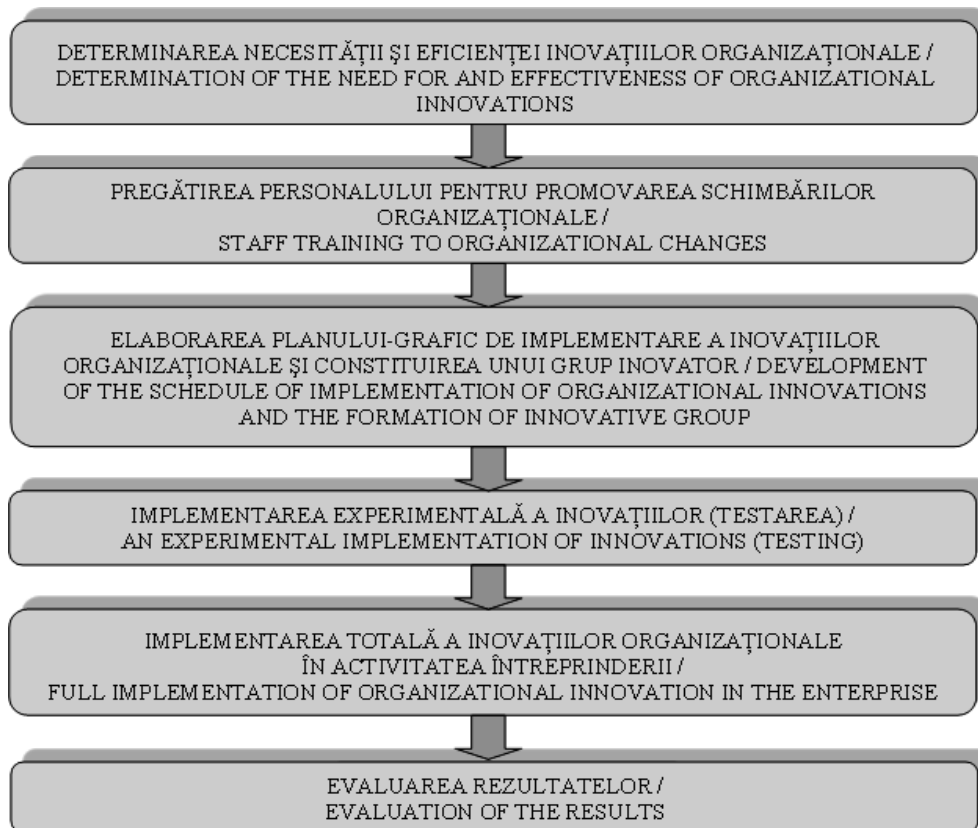 DETERMINAREA NECESITĂȚII ȘI EFICIENȚEI INOVAȚIILOR ORGANIZAȚIONALE /
DETERMINATION OF THE NEED FOR AND EFFECTIVENESS OF ORGANIZATIONAL
INNOVATIONS
PREGĂTIREA PERSONALULUI PENTRU PROMOVAREA SCHIMBĂRILOR
ORGANIZAȚIONALE /
STAFF TRAINING TO ORGANIZATIONAL CHANGES
ELABORAREA PLANULUI-GRAFIC DE IMPLEMENTARE A INOVAȚIILOR
ORGANIZAȚIONALE ȘI CONSTITUIREA UNUI GRUP INOVATOR / DEVELOPMENT
OF THE SCHEDULE OF IMPLEMENTATION OF ORGANIZATIONAL INNOVATIONS
AND THE FORMATION OF INNOVATIVE GROUP
IMPLEMENTAREA EXPERIMENTALĂ A INOVAȚIILOR (TESTAREA) /
AN EXPERIMENTAL IMPLEMENTATION OF INNOVATIONS (TESTING)
IMPLEMENTAREA TOTALĂ A INOVAȚIILOR ORGANIZAȚIONALE
ÎN ACTIVITATEA ÎNTREPRINDERII /
FULL IMPLEMENTATION OF ORGANIZATIONAL INNOVATION IN THE ENTERPRISE
EVALUAREA REZULTATELOR /
EVALUATION OF THE RESULTS